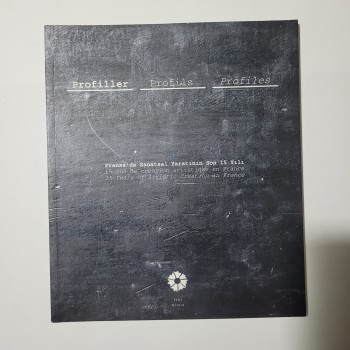 Profiller Profils Profiles
Fransa'da Sanatsal Yaratının Son 15 Yılı
15 ans de création artistique en France
15 Years of Artistic Creation in France